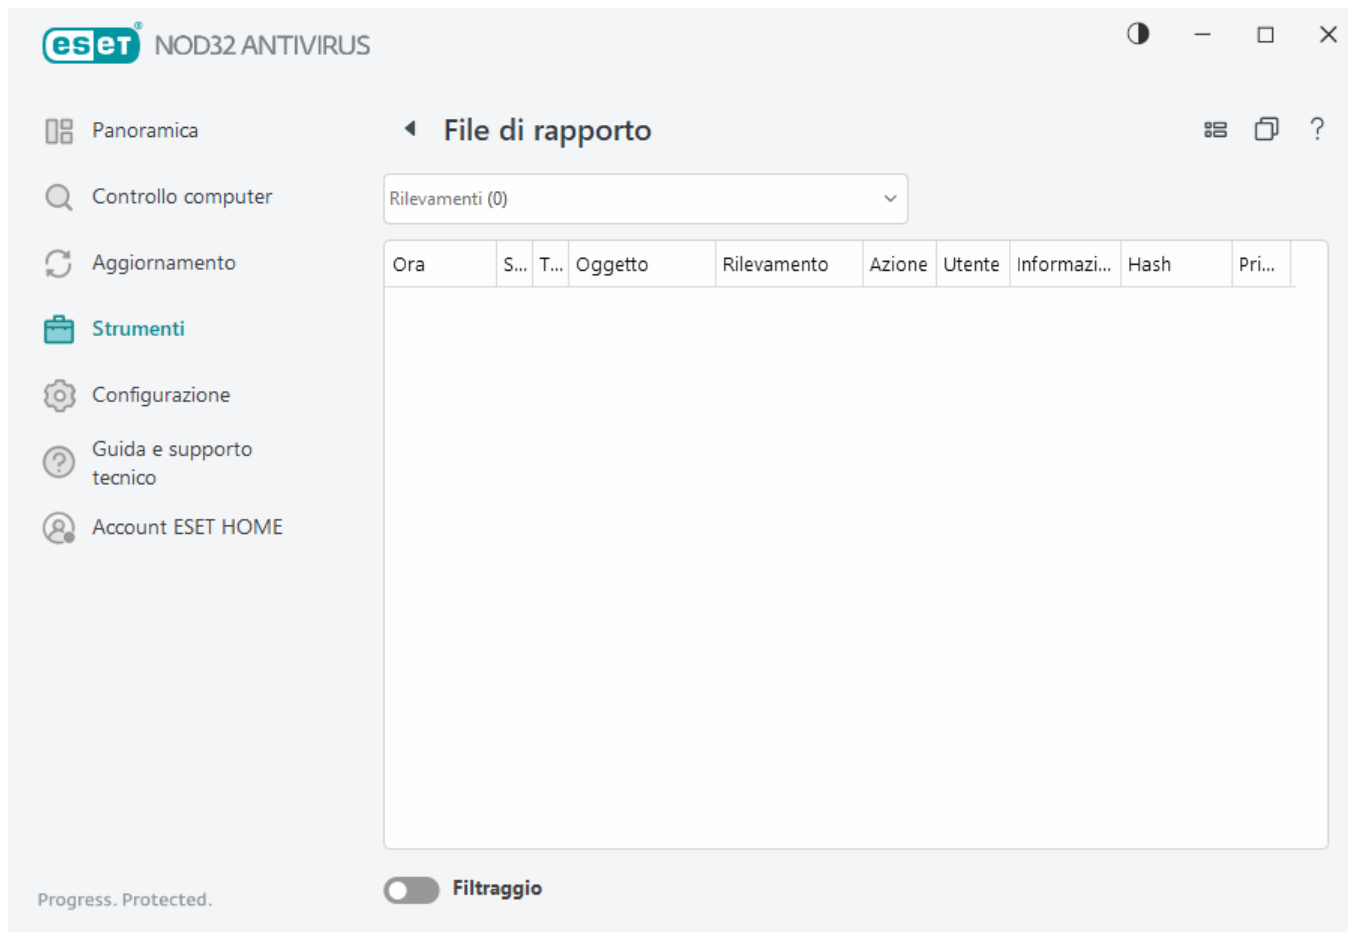 eset® NOD32 ANTIVIRUS
Panoramica
Controllo computer
Aggiornamento
Strumenti
Configurazione
Guida e supporto
tecnico
Account ESET HOME
Progress. Protected.
File di rapporto
?
Rilevamenti (0)
Ora S... T... Oggetto Rilevamento Azione Utente Informazi... Hash Pri...
Filtraggio